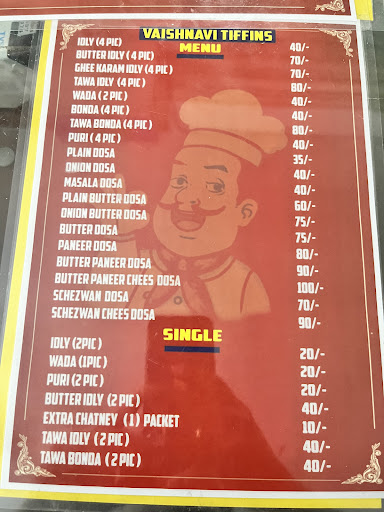 VAISHNAVI TIFFINS
MENU
IDLY (4 PIC) 40/-
BUTTER IDLY ( 4 PIC) 70/-
GHEE KARAM IDLY (4 PIC) 70/-
TAWA IDLY (4 PIC) 80/-
WADA (2 PIC) 40/-
BONDA (4 PIC) 40/-
TAWA BONDA (4 PIC) 80/-
PURI ( 4 PIC) 40/-
PLAIN DOSA 35/-
ONION DOSA 40/-
MASALA DOSA 40/-
PLAIN BUTTER DOSA 60/-
ONION BUTTER DOSA 75/-
BUTTER DOSA 75/-
PANEER DOSA 80/-
BUTTER PANEER DOSA 90/-
BUTTER PANEER CHEES DOSA 100/-
SCHEZWAN DOSA 70/-
SCHEZWAN CHEES DOSA 90/-
SINGLE
IDLY (2PIC) 20/-
WADA (1PIC) 20/-
PURI (2 PIC) 20/-
BUTTER IDLY (2 PIC) 40/-
EXTRA CHATNEY (1) PACKET 10/-
TAWA IDLY ( 2 PIC) 40/-
TAWA BONDA ( 2 PIC) 40/-